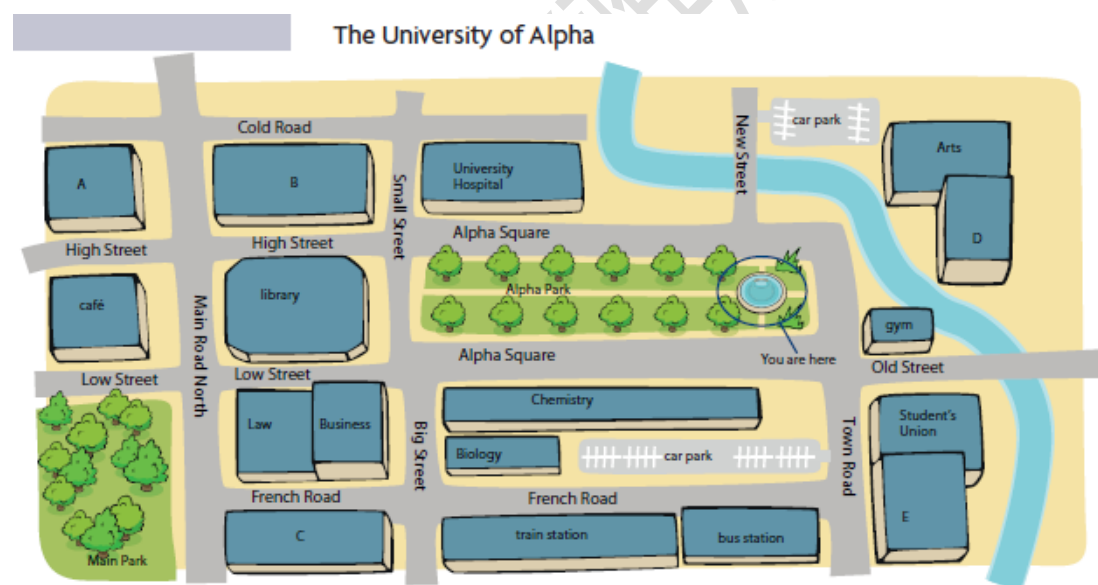 The University of Alpha
Cold Road
car park
New Street
Arts
A
B
University
Hospital
Small Street
D
High Street
High Street
Alpha Square
café
library
Alpha Park
Main Road North
gym
Alpha Square
You are here
Low Street
Low Street
Old Street
Law
Business
Chemistry
Big Street
Biology
car park
Town Road
Student's
Union
French Road
French Road
C
train station
bus station
E
Main Park